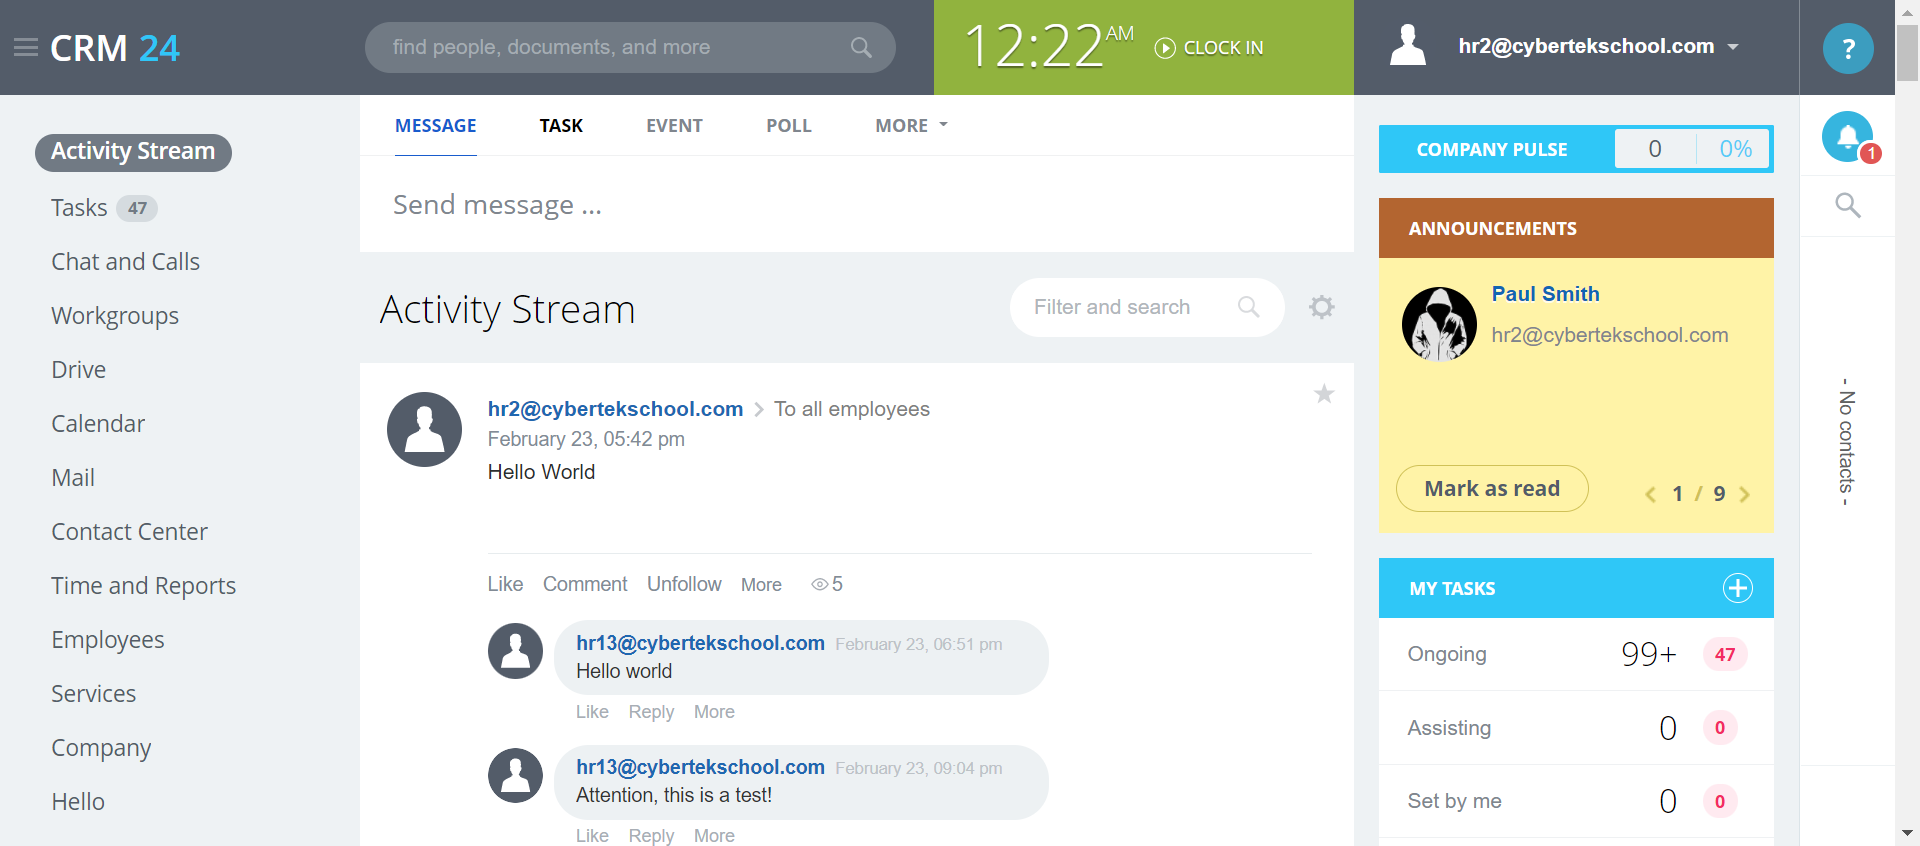 CRM 24
find people, documents, and more
12:22 AM
CLOCK IN
hr2@cybertekschool.com
?
Activity Stream
Tasks 47
Chat and Calls
Workgroups
Drive
Calendar
Mail
Contact Center
Time and Reports
Employees
Services
Company
Hello
MESSAGE TASK EVENT POLL MORE
Send message ...
Activity Stream
Filter and search
hr2@cybertekschool.com To all employees
February 23, 05:42 pm
Hello World
Like Comment Unfollow More 5
hr13@cybertekschool.com February 23, 06:51 pm
Hello world
Like Reply More
hr13@cybertekschool.com February 23, 09:04 pm
Attention, this is a test!
Like Reply More
COMPANY PULSE 0 0%
ANNOUNCEMENTS
Paul Smith
hr2@cybertekschool.com
Mark as read
1 / 9
MY TASKS
Ongoing 99+ 47
Assisting 0 0
Set by me 0 0
1
- No contacts -